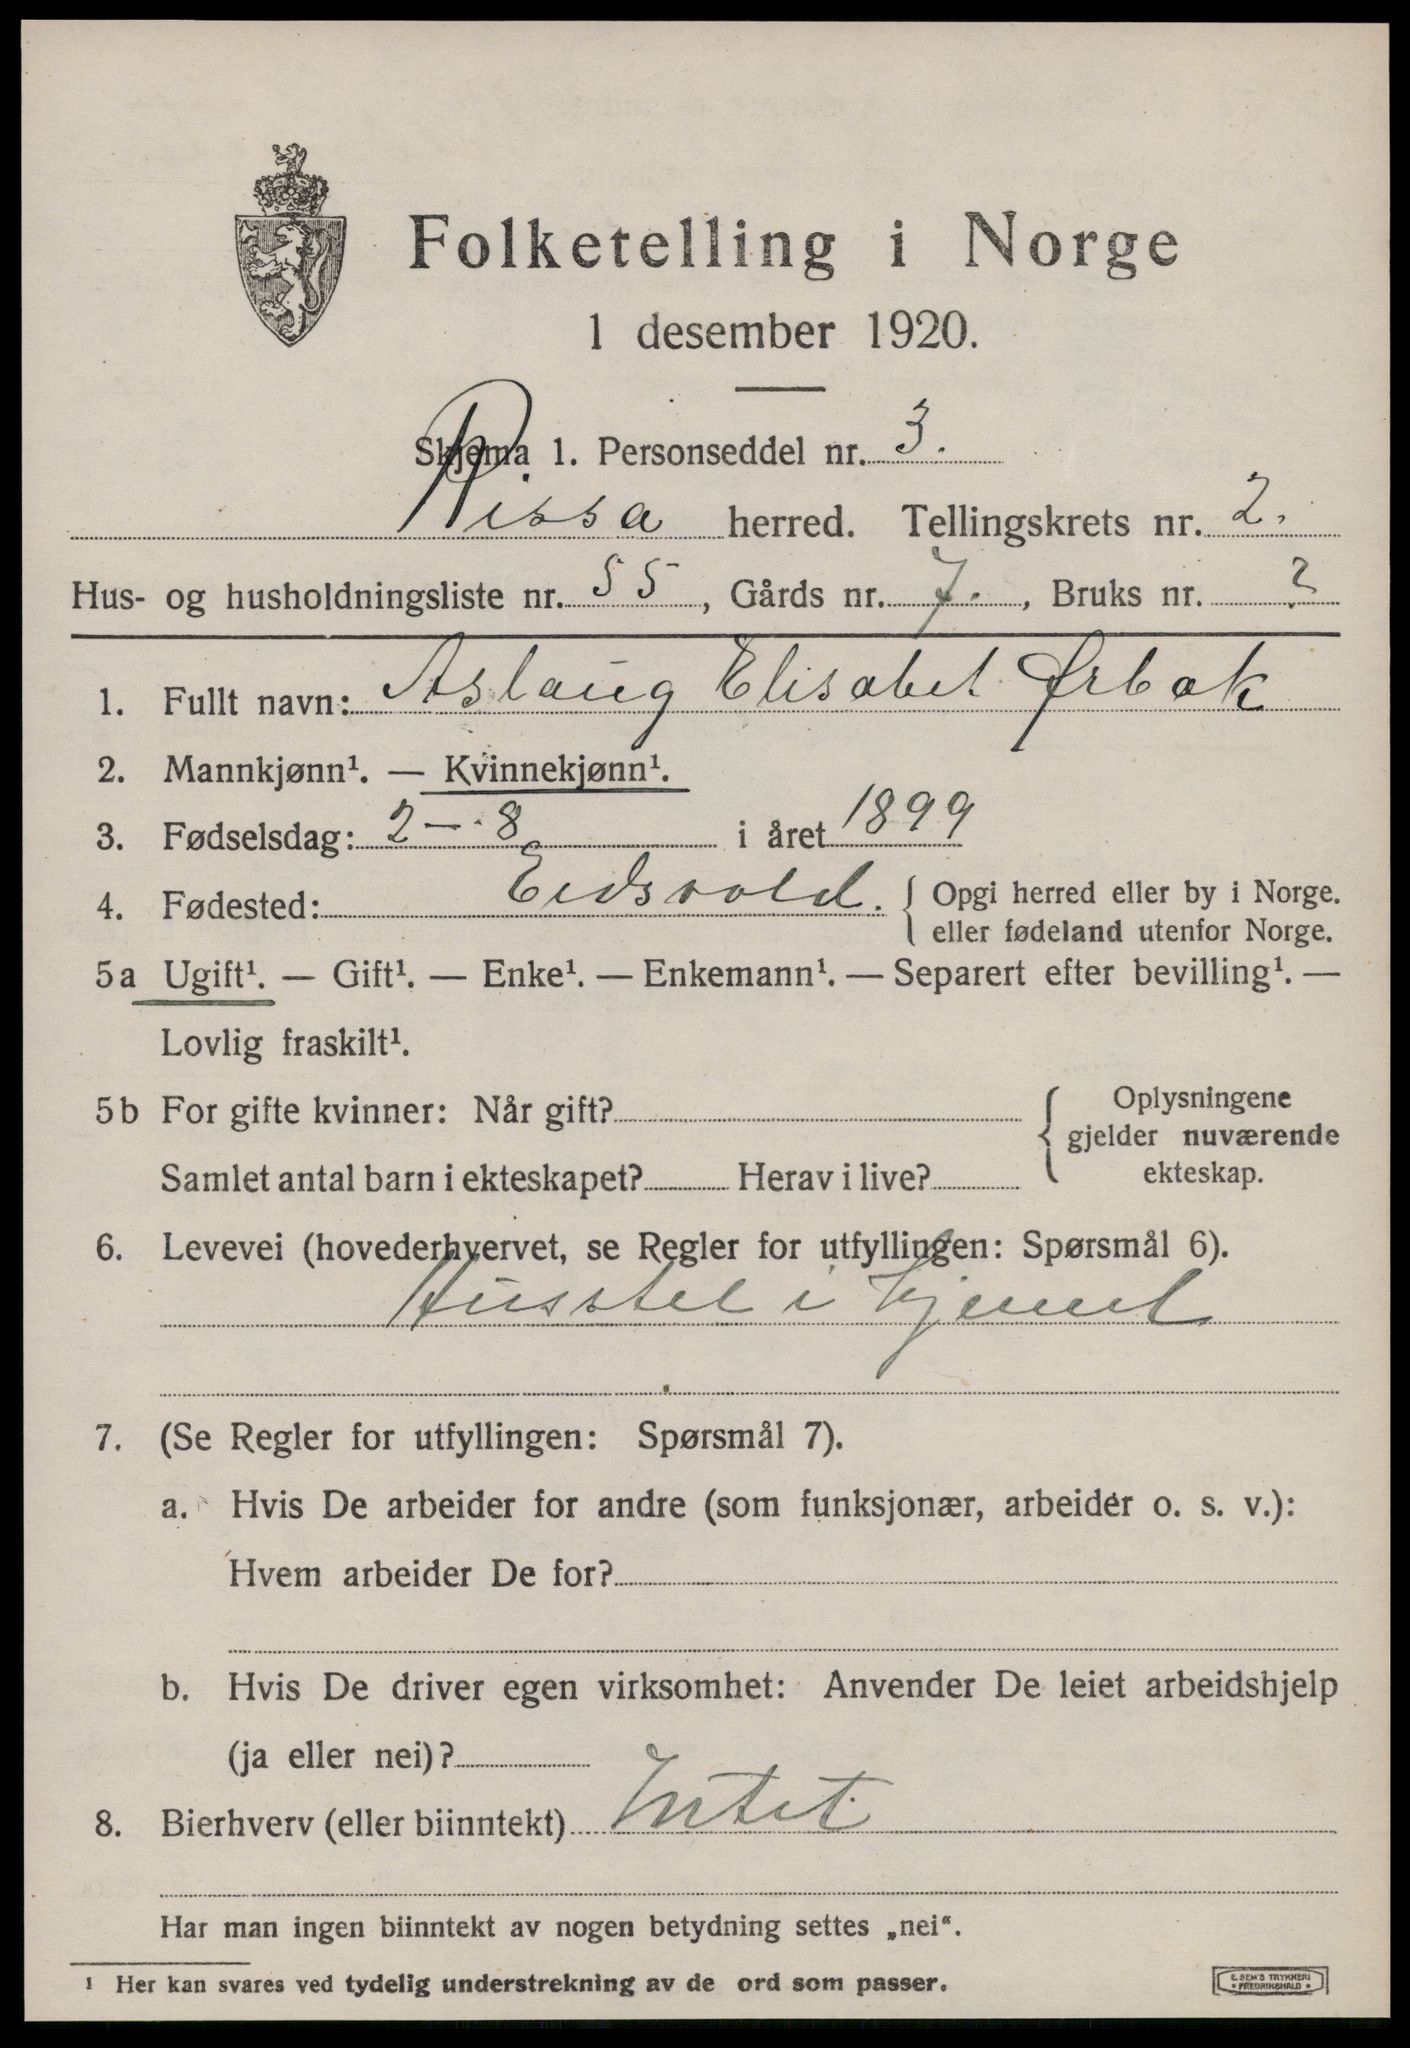 Folketelling i Norge
1 desember 1920.
Skjema 1. Personseddel nr. 3.
Rissa herred. Tellingskrets nr. 2.
Hus- og husholdningsliste nr. 55, Gårds nr. 7., Bruks nr. ?
1. Fullt navn: Aslaug Elisabet Ørbak
2. Mannkjønn¹. — Kvinnekjønn¹.
3. Fødselsdag: 2 – 8 i året 1899
4. Fødested: Eidsvold. { Opgi herred eller by i Norge.
eller fødeland utenfor Norge.
5a Ugift¹. — Gift¹. — Enke¹. — Enkemann¹. — Separert efter bevilling¹. —
Lovlig fraskilt¹.
5b For gifte kvinner: Når gift?
Samlet antal barn i ekteskapet? Herav i live?
Oplysningene
gjelder nuværende
ekteskap.
6. Levevei (hovederhvervet, se Regler for utfyllingen: Spørsmål 6).
Husstel i hjemmet
7. (Se Regler for utfyllingen: Spørsmål 7).
a. Hvis De arbeider for andre (som funksjonær, arbeider o. s. v.):
Hvem arbeider De for?
b. Hvis De driver egen virksomhet: Anvender De leiet arbeidshjelp
(ja eller nei)?
8. Bierhverv (eller biinntekt) Intet.
Har man ingen biinntekt av nogen betydning settes „nei“.
¹ Her kan svares ved tydelig understrekning av de ord som passer.
E. SEM'S TRYKKERI
• FREDRIKSHALD •